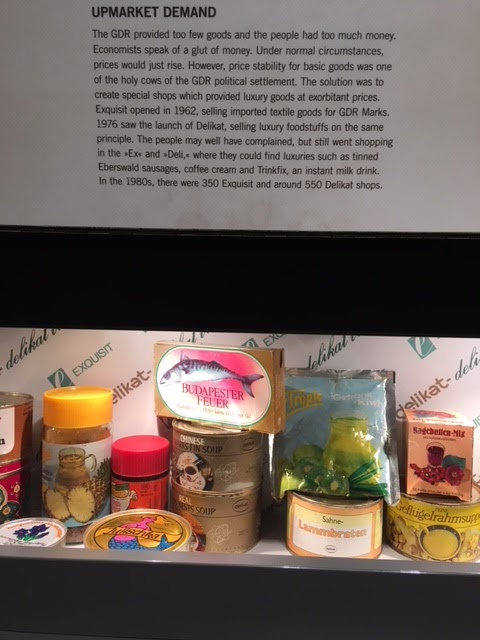 UPMARKET DEMAND
The GDR provided too few goods and the people had too much money.
Economists speak of a glut of money. Under normal circumstances,
prices would just rise. However, price stability for basic goods was one
of the holy cows of the GDR political settlement. The solution was to
create special shops which provided luxury goods at exorbitant prices.
Exquisit opened in 1962, selling imported textile goods for GDR Marks.
1976 saw the launch of Delikat, selling luxury foodstuffs on the same
principle. The people may well have complained, but still went shopping
in the »Ex« and »Deli,« where they could find luxuries such as tinned
Eberswald sausages, coffee cream and Trinkfix, an instant milk drink.
In the 1980s, there were 350 Exquisit and around 550 Delikat shops.
delikat
EXQUISIT
delikat
delikat
EXQUISIT
delikat-
BUDAPESTER
FEUER
CHINESE
FIN SOUP
REAL
SOUP
Tropic
Sahne-
Lammbraten
Hagebutten-Mix
Geflügelrahmsuppe